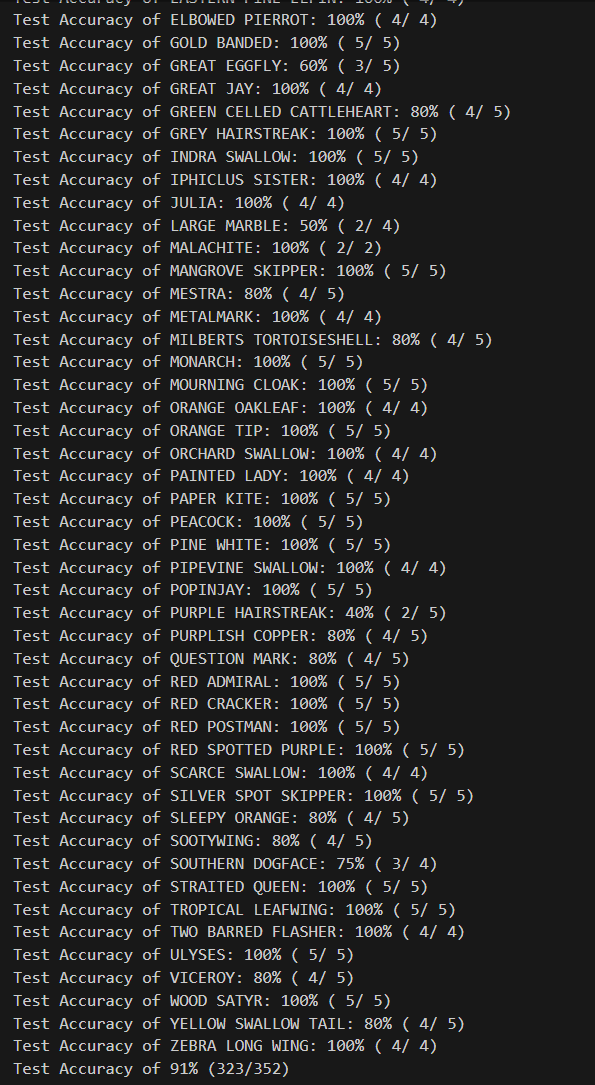 Test Accuracy of EASTERN PINE ELFIN: 100% ( 4/ 4)
Test Accuracy of ELBOWED PIERROT: 100% ( 4/ 4)
Test Accuracy of GOLD BANDED: 100% ( 5/ 5)
Test Accuracy of GREAT EGGFLY: 60% ( 3/ 5)
Test Accuracy of GREAT JAY: 100% ( 4/ 4)
Test Accuracy of GREEN CELLED CATTLEHEART: 80% ( 4/ 5)
Test Accuracy of GREY HAIRSTREAK: 100% ( 5/ 5)
Test Accuracy of INDRA SWALLOW: 100% ( 5/ 5)
Test Accuracy of IPHICLUS SISTER: 100% ( 4/ 4)
Test Accuracy of JULIA: 100% ( 4/ 4)
Test Accuracy of LARGE MARBLE: 50% ( 2/ 4)
Test Accuracy of MALACHITE: 100% ( 2/ 2)
Test Accuracy of MANGROVE SKIPPER: 100% ( 5/ 5)
Test Accuracy of MESTRA: 80% ( 4/ 5)
Test Accuracy of METALMARK: 100% ( 4/ 4)
Test Accuracy of MILBERTS TORTOISESHELL: 80% ( 4/ 5)
Test Accuracy of MONARCH: 100% ( 5/ 5)
Test Accuracy of MOURNING CLOAK: 100% ( 5/ 5)
Test Accuracy of ORANGE OAKLEAF: 100% ( 4/ 4)
Test Accuracy of ORANGE TIP: 100% ( 5/ 5)
Test Accuracy of ORCHARD SWALLOW: 100% ( 4/ 4)
Test Accuracy of PAINTED LADY: 100% ( 4/ 4)
Test Accuracy of PAPER KITE: 100% ( 5/ 5)
Test Accuracy of PEACOCK: 100% ( 5/ 5)
Test Accuracy of PINE WHITE: 100% ( 5/ 5)
Test Accuracy of PIPEVINE SWALLOW: 100% ( 4/ 4)
Test Accuracy of POPINJAY: 100% ( 5/ 5)
Test Accuracy of PURPLE HAIRSTREAK: 40% ( 2/ 5)
Test Accuracy of PURPLISH COPPER: 80% ( 4/ 5)
Test Accuracy of QUESTION MARK: 80% ( 4/ 5)
Test Accuracy of RED ADMIRAL: 100% ( 5/ 5)
Test Accuracy of RED CRACKER: 100% ( 5/ 5)
Test Accuracy of RED POSTMAN: 100% ( 5/ 5)
Test Accuracy of RED SPOTTED PURPLE: 100% ( 5/ 5)
Test Accuracy of SCARCE SWALLOW: 100% ( 4/ 4)
Test Accuracy of SILVER SPOT SKIPPER: 100% ( 5/ 5)
Test Accuracy of SLEEPY ORANGE: 80% ( 4/ 5)
Test Accuracy of SOOTYWING: 80% ( 4/ 5)
Test Accuracy of SOUTHERN DOGFACE: 75% ( 3/ 4)
Test Accuracy of STRAITED QUEEN: 100% ( 5/ 5)
Test Accuracy of TROPICAL LEAFWING: 100% ( 5/ 5)
Test Accuracy of TWO BARRED FLASHER: 100% ( 4/ 4)
Test Accuracy of ULYSES: 100% ( 5/ 5)
Test Accuracy of VICEROY: 80% ( 4/ 5)
Test Accuracy of WOOD SATYR: 100% ( 5/ 5)
Test Accuracy of YELLOW SWALLOW TAIL: 80% ( 4/ 5)
Test Accuracy of ZEBRA LONG WING: 100% ( 4/ 4)
Test Accuracy of 91% (323/352)